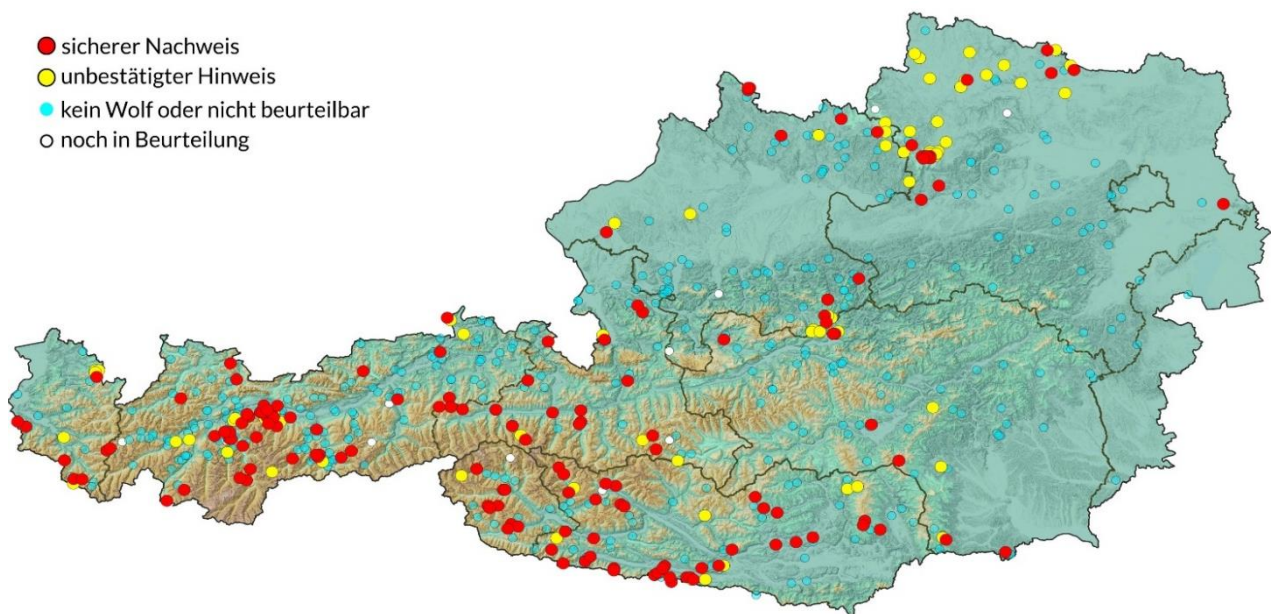 sicherer Nachweis
unbestätigter Hinweis
kein Wolf oder nicht beurteilbar
noch in Beurteilung